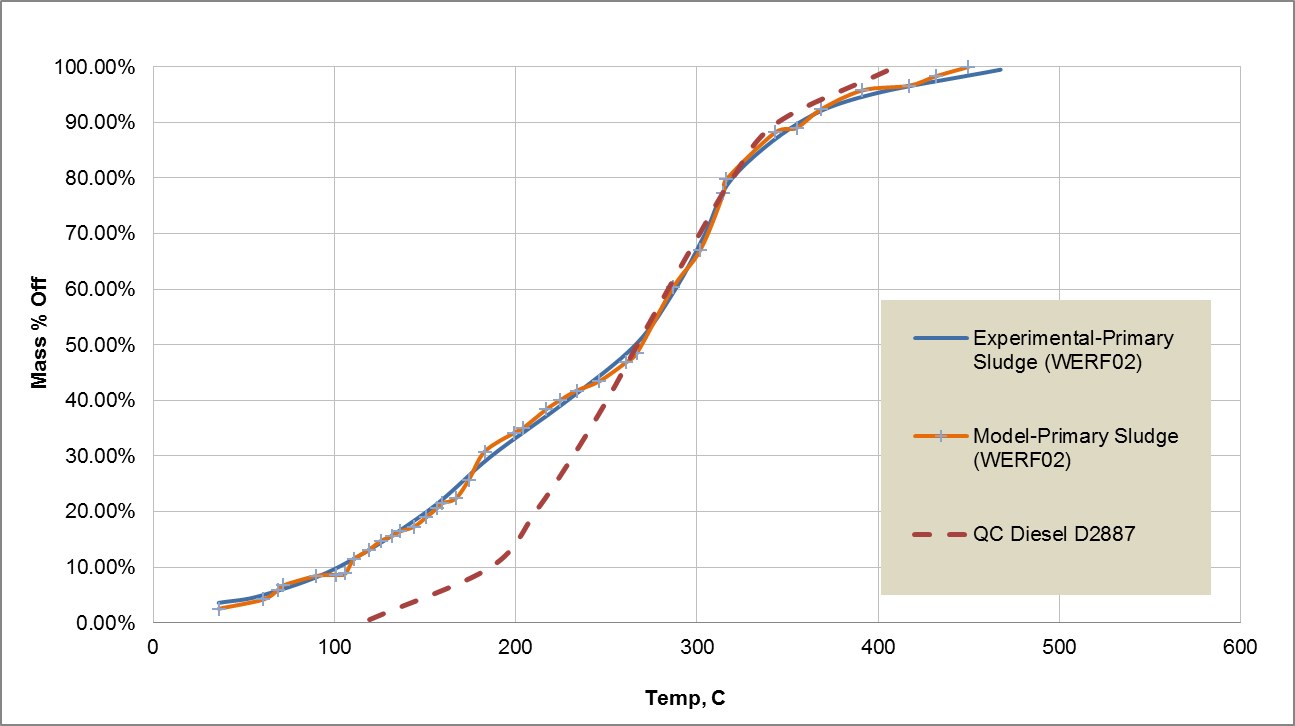 100.00%
90.00%
80.00%
70.00%
60.00%
50.00%
40.00%
30.00%
20.00%
10.00%
0.00%
Mass % Off
0 100 200 300 400 500 600
Temp, C
Experimental-Primary
Sludge (WERF02)
Model-Primary Sludge
(WERF02)
QC Diesel D2887